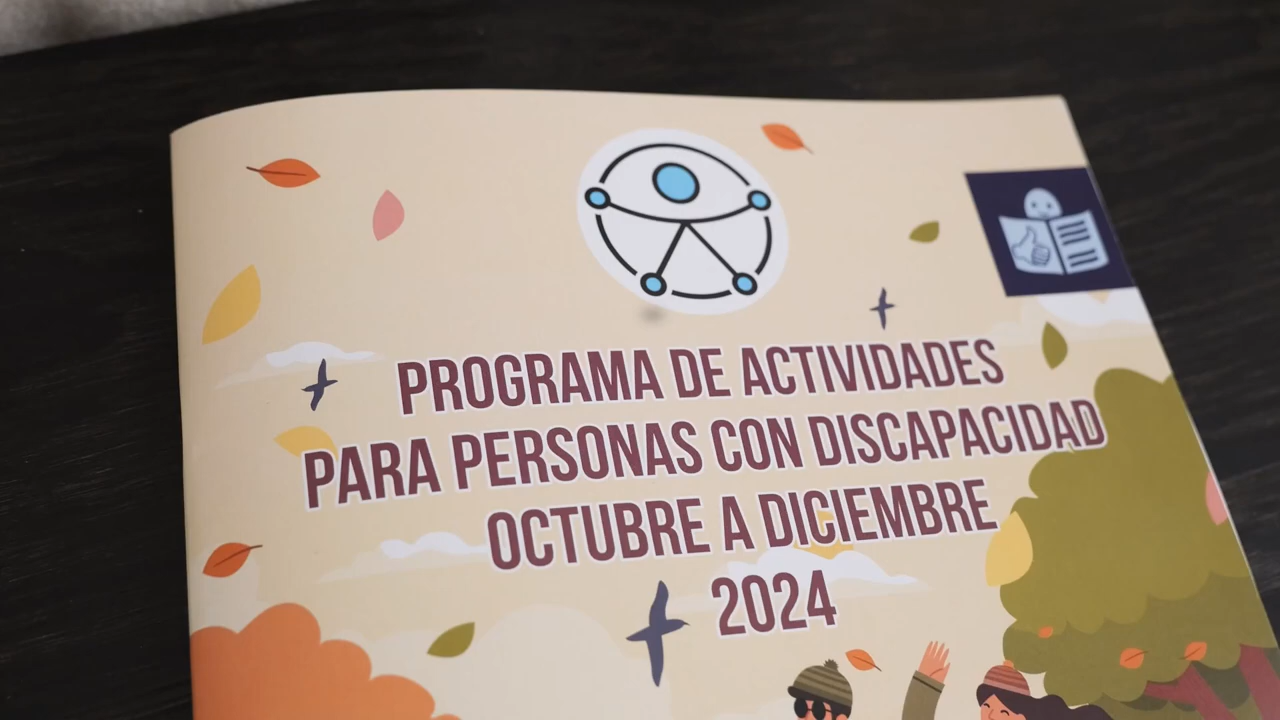 PROGRAMA DE ACTIVIDADES
PARA PERSONAS CON DISCAPACIDAD
OCTUBRE A DICIEMBRE
2024